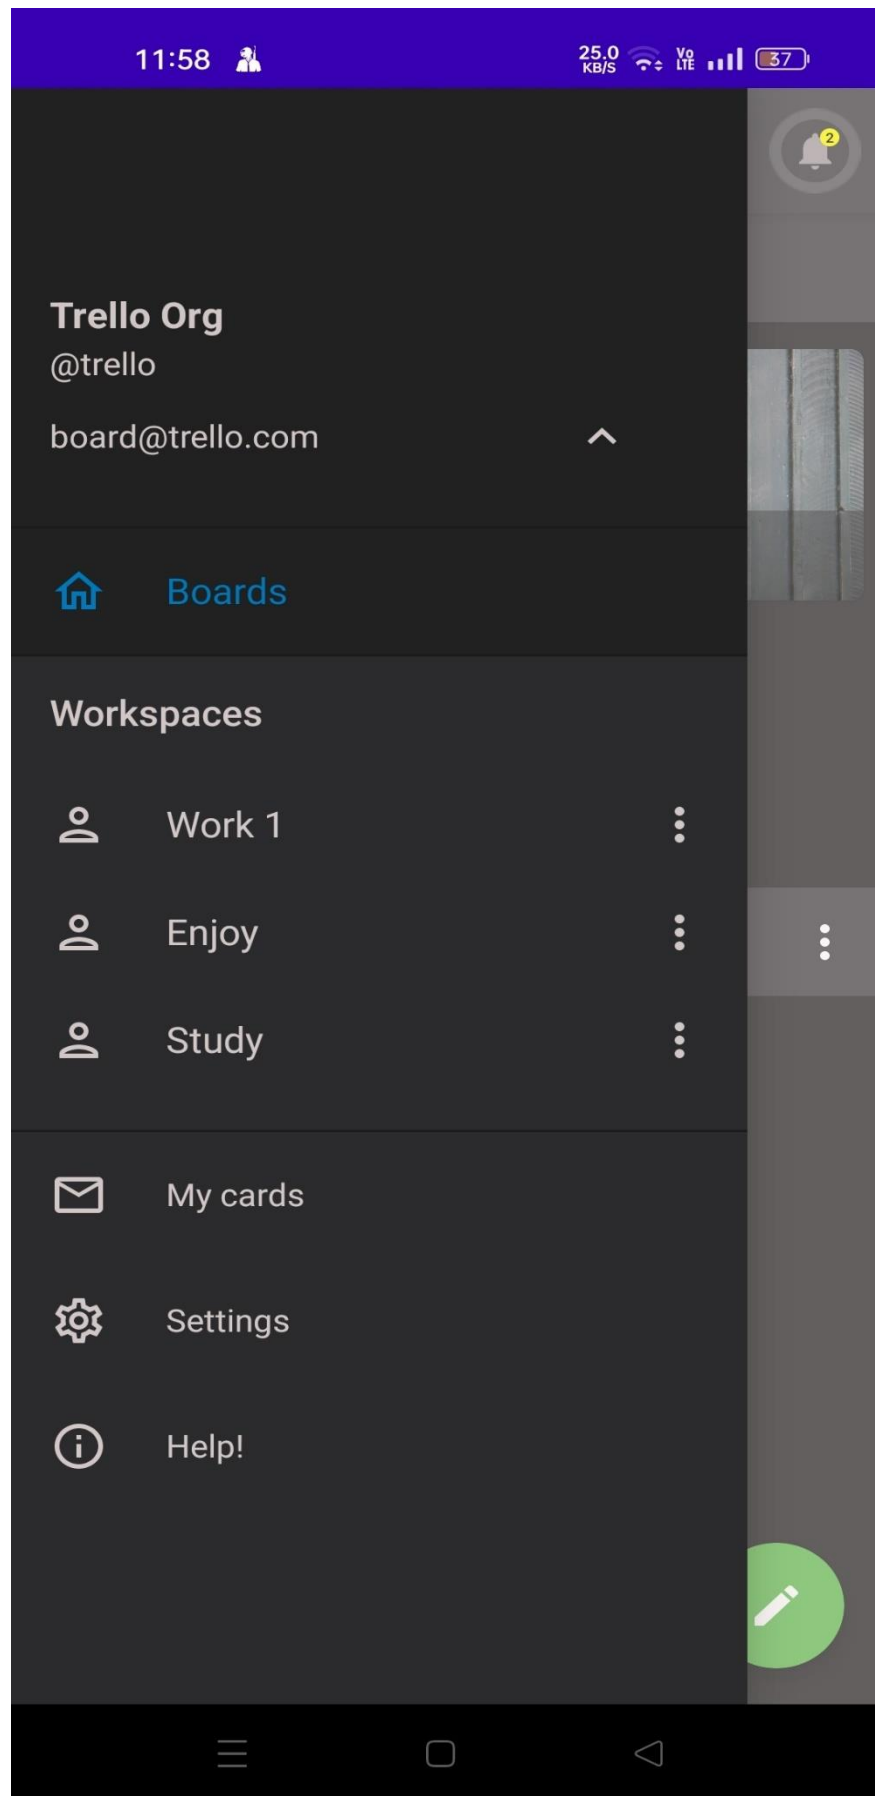 11:58 25.0 KB/S Vo LTE 37
2
Trello Org
@trello
board@trello.com
Boards
Workspaces
Work 1
Enjoy
Study
My cards
Settings
Help!